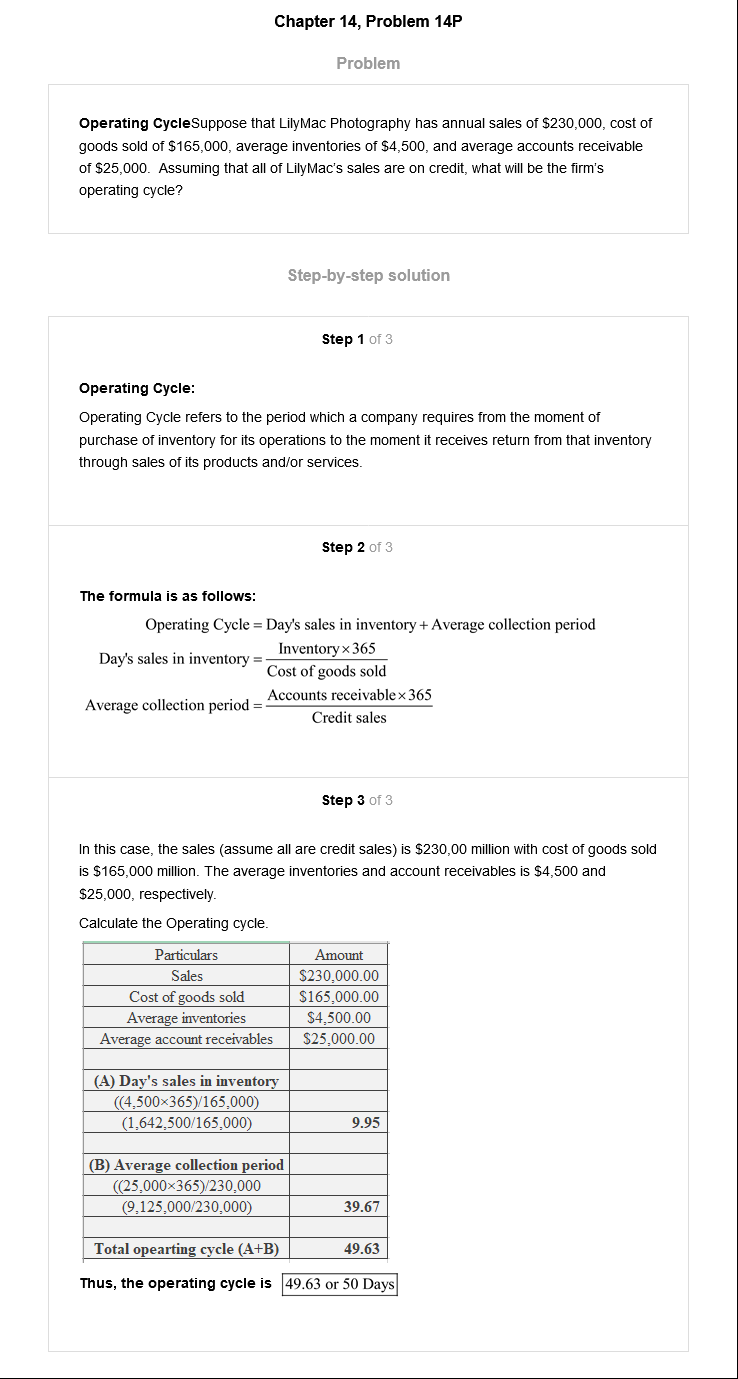 Chapter 14, Problem 14P
Problem
Operating CycleSuppose that LilyMac Photography has annual sales of $230,000, cost of
goods sold of $165,000, average inventories of $4,500, and average accounts receivable
of $25,000.  Assuming that all of LilyMac's sales are on credit, what will be the firm's
operating cycle?
Step-by-step solution
Step 1 of 3
Operating Cycle:
Operating Cycle refers to the period which a company requires from the moment of
purchase of inventory for its operations to the moment it receives return from that inventory
through sales of its products and/or services.
Step 2 of 3
The formula is as follows:
Operating Cycle = Day's sales in inventory + Average collection period
Day's sales in inventory = Inventory × 365
Cost of goods sold
Average collection period = Accounts receivable × 365
Credit sales
Step 3 of 3
In this case, the sales (assume all are credit sales) is $230,00 million with cost of goods sold
is $165,000 million. The average inventories and account receivables is $4,500 and
$25,000, respectively.
Calculate the Operating cycle.
Particulars Amount
Sales $230,000.00
Cost of goods sold $165,000.00
Average inventories $4,500.00
Average account receivables $25,000.00
(A) Day's sales in inventory
((4,500×365)/165,000)
(1,642,500/165,000) 9.95
(B) Average collection period
((25,000×365)/230,000
(9,125,000/230,000) 39.67
Total opearting cycle (A+B) 49.63
Thus, the operating cycle is 49.63 or 50 Days